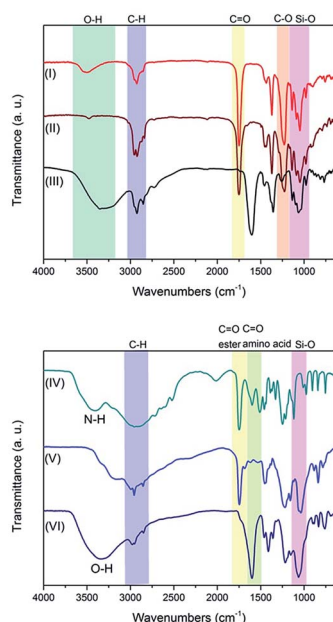 O-H C-H C=O C-O Si-O
(I)
(II)
(III)
Transmittance (a. u.)
4000 3500 3000 2500 2000 1500 1000
Wavenumbers (cm⁻¹)
C=O C=O
C-H ester amino acid Si-O
(IV)
N-H
(V)
(VI)
O-H
Transmittance (a. u.)
4000 3500 3000 2500 2000 1500 1000
Wavenumbers (cm⁻¹)